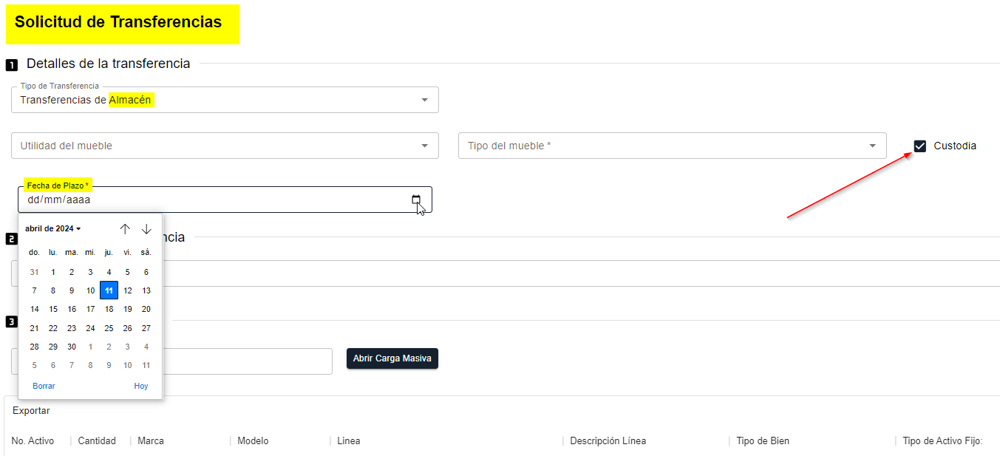 Solicitud de Transferencias
1 Detalles de la transferencia
Tipo de Transferencia
Transferencias de Almacén
Utilidad del mueble
Tipo del mueble *
Custodia
Fecha de Plazo *
dd/mm/aaaa
abril de 2024
do. lu. ma. mi. ju. vi. sá.
31 1 2 3 4 5 6
7 8 9 10 11 12 13
14 15 16 17 18 19 20
21 22 23 24 25 26 27
28 29 30 1 2 3 4
5 6 7 8 9 10 11
Borrar Hoy
2
3
Abrir Carga Masiva
Exportar
No. Activo Cantidad Marca Modelo Linea Descripción Línea Tipo de Bien Tipo de Activo Fijo: